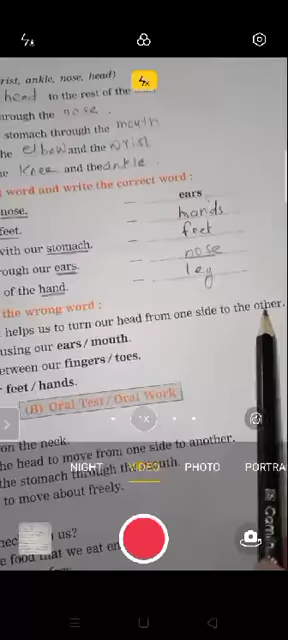 rist, ankle, nose, head)
head to the rest of the
hrough the nose.
stomach through the mouth
he elbow and the wrist
e knee and the ankle.
word and write the correct word :
ears
nose. — hands
feet. — feet
with our stomach. —
rough our ears. — nose
of the hand. — leg
the wrong word :
helps us to turn our head from one side to the other.
using our ears / mouth.
etween our fingers / toes.
feet / hands.
(B) Oral Test / Oral Work
1X
on the neck.
he head to move from one side to another.
NIGHT VIDEO PHOTO PORTRA
the stomach through the mouth.
to move about freely.
us?
e food that we eat en
Camlin